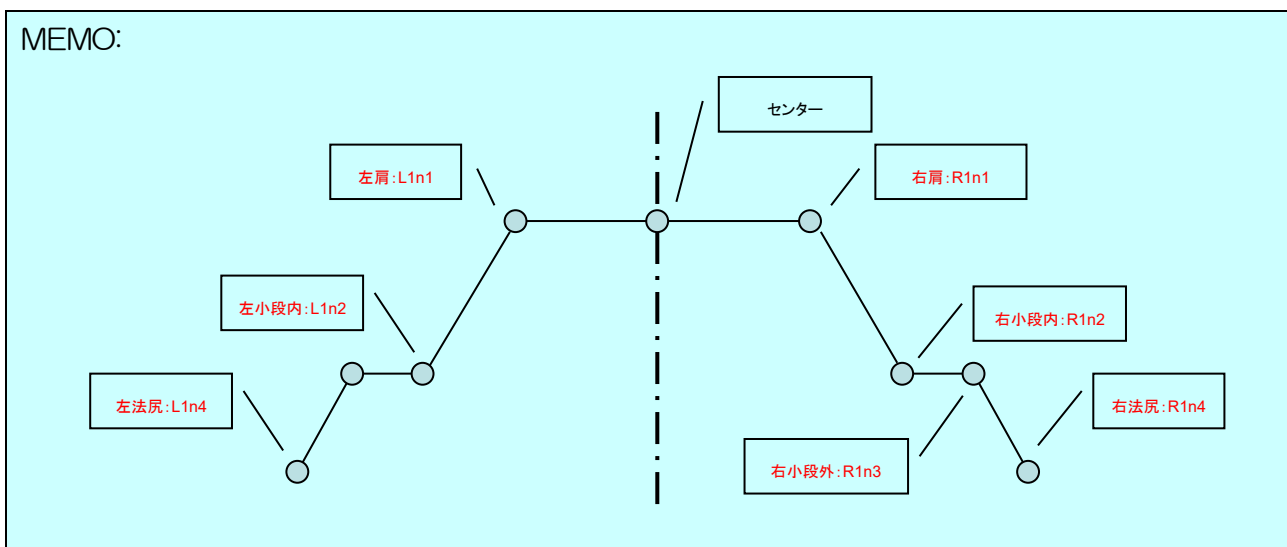 MEMO:
センター
左肩:L1n1
右肩:R1n1
左小段内:L1n2
右小段内:R1n2
左法尻:L1n4
右法尻:R1n4
右小段外:R1n3